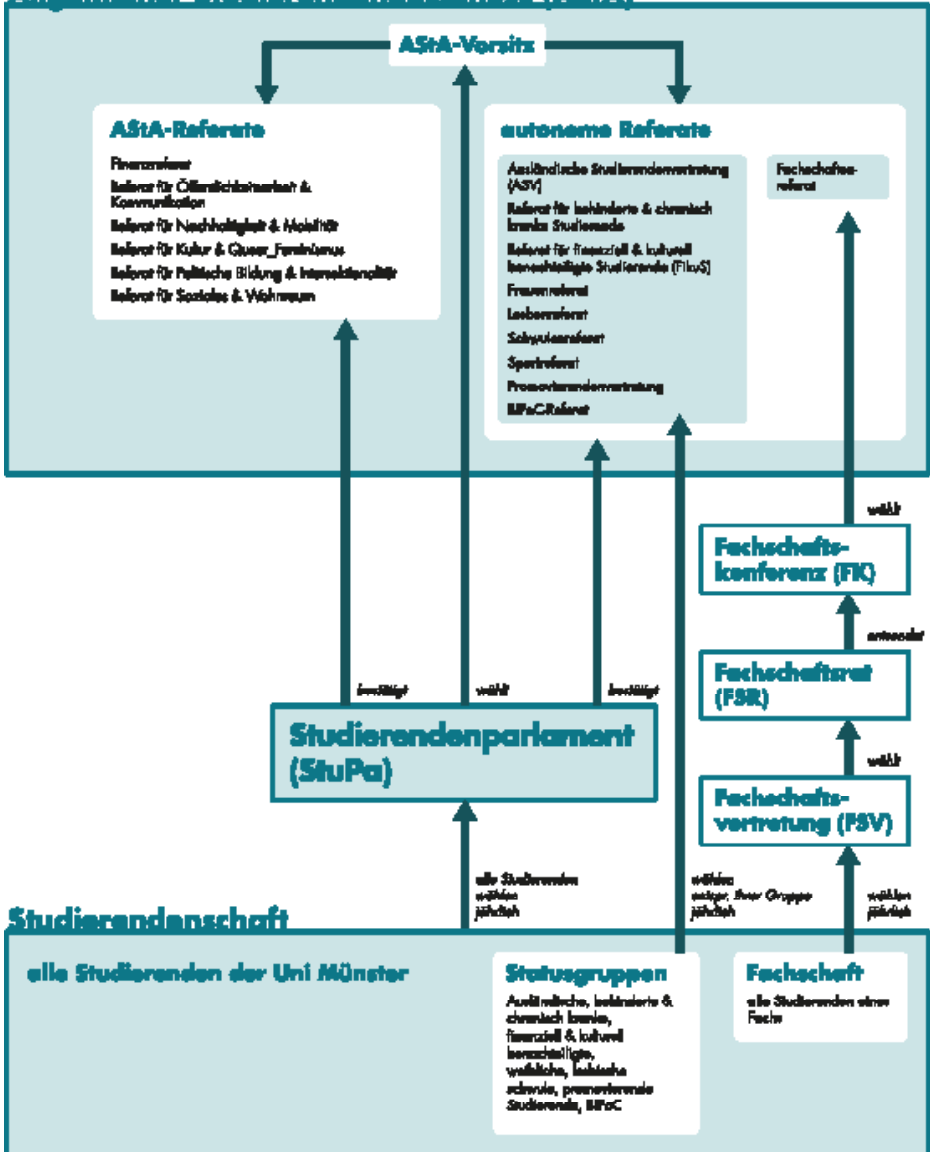 AStA-Vorsitz
AStA-Referate
Finanzreferat
Referat für Öffentlichkeitsarbeit &
Kommunikation
Referat für Nachhaltigkeit & Mobilität
Referat für Kultur & Queer_Feminismus
Referat für Politische Bildung & Intersektionalität
Referat für Soziales & Wohnraum
autonome Referate
Ausländische Studierendenvertretung
(ASV)
Referat für behinderte & chronisch
kranke Studierende
Referat für finanziell & kulturell
benachteiligte Studierende (FikuS)
Frauenreferat
Lesbenreferat
Schwulenreferat
Sportreferat
Promovierendenvertretung
BIPoC-Referat
Fachschaften-
referat
wählt
Fachschafts-
konferenz (FK)
entsendet
Fachschaftsrat
(FSR)
wählt
Fachschafts-
vertretung (FSV)
bestätigt
wählt
bestätigt
Studierendenparlament
(StuPa)
alle Studierenden
wählen
jährlich
wählen
entspr. ihrer Gruppe
jährlich
wählen
jährlich
Studierendenschaft
alle Studierenden der Uni Münster
Statusgruppen
Ausländische, behinderte &
chronisch kranke,
finanziell & kulturell
benachteiligte,
weibliche, lesbische
schwule, promovierende
Studierende, BIPoC
Fachschaft
alle Studierenden eines
Fachs